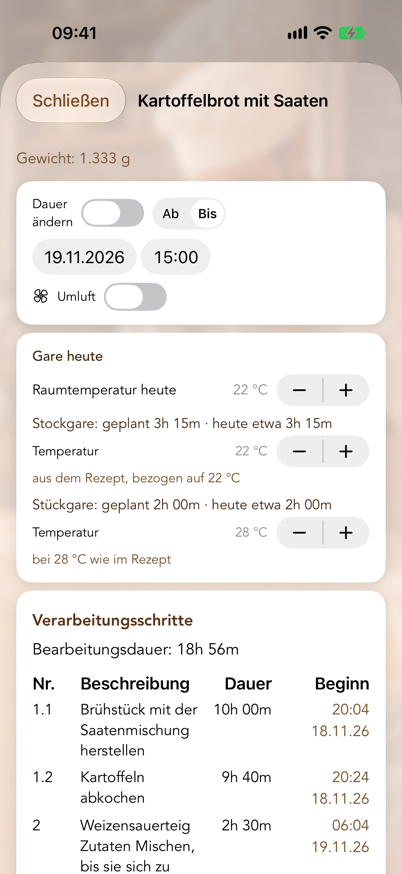 09:41
Schließen
Kartoffelbrot mit Saaten
Gewicht: 1.333 g
Dauer
ändern
Ab
Bis
19.11.2026
15:00
Umluft
Gare heute
Raumtemperatur heute 22 °C − +
Stockgare: geplant 3h 15m · heute etwa 3h 15m
Temperatur 22 °C − +
aus dem Rezept, bezogen auf 22 °C
Stückgare: geplant 2h 00m · heute etwa 2h 00m
Temperatur 28 °C − +
bei 28 °C wie im Rezept
Verarbeitungsschritte
Bearbeitungsdauer: 18h 56m
Nr. Beschreibung Dauer Beginn
1.1 Brühstück mit der 10h 00m 20:04
Saatenmischung 18.11.26
herstellen
1.2 Kartoffeln 9h 40m 20:24
abkochen 18.11.26
2 Weizensauerteig 2h 30m 06:04
Zutaten Mischen, 19.11.26
bis sie sich zu